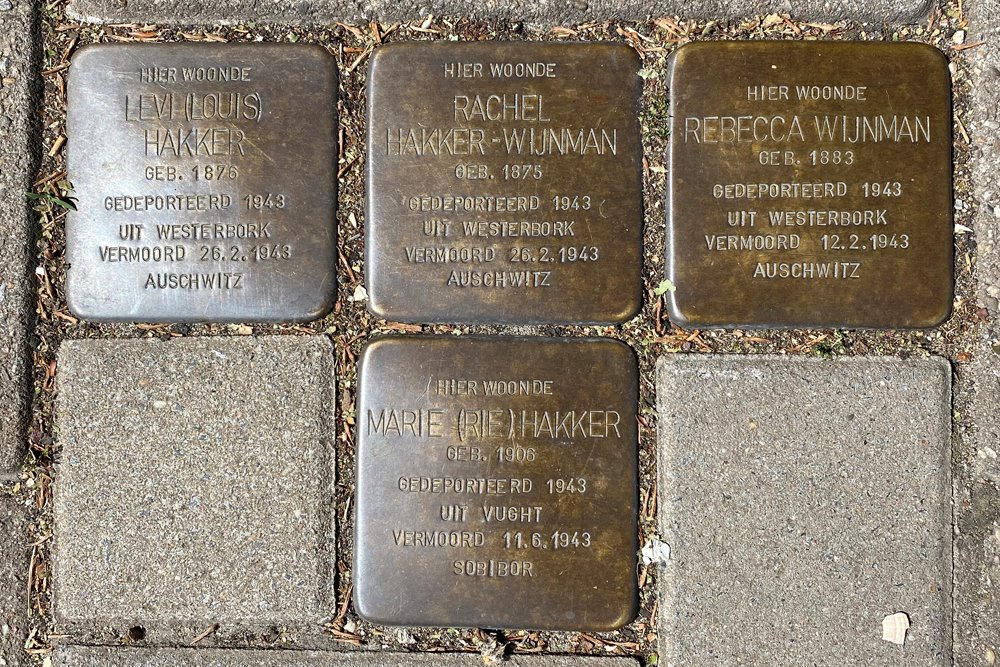 HIER WOONDE
LEVI (LOUIS)
HAKKER
GEB. 1876
GEDEPORTEERD 1943
UIT WESTERBORK
VERMOORD 26.2.1943
AUSCHWITZ
HIER WOONDE
RACHEL
HAKKER-WIJNMAN
GEB. 1875
GEDEPORTEERD 1943
UIT WESTERBORK
VERMOORD 26.2.1943
AUSCHWITZ
HIER WOONDE
REBECCA WIJNMAN
GEB. 1883
GEDEPORTEERD 1943
UIT WESTERBORK
VERMOORD 12.2.1943
AUSCHWITZ
HIER WOONDE
MARIE (RIE) HAKKER
GEB. 1906
GEDEPORTEERD 1943
UIT VUGHT
VERMOORD 11.6.1943
SOBIBOR